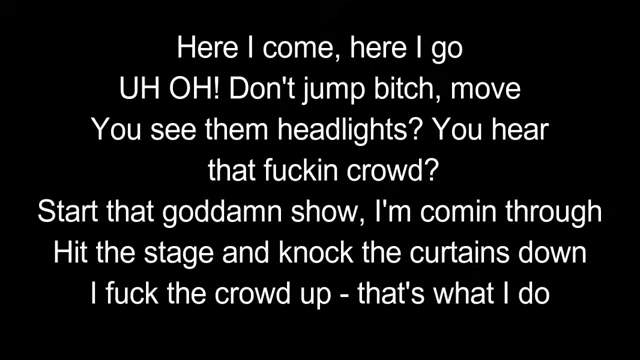 Here I come, here I go
UH OH! Don't jump bitch, move
You see them headlights? You hear
that fuckin crowd?
Start that goddamn show, I'm comin through
Hit the stage and knock the curtains down
I fuck the crowd up - that's what I do